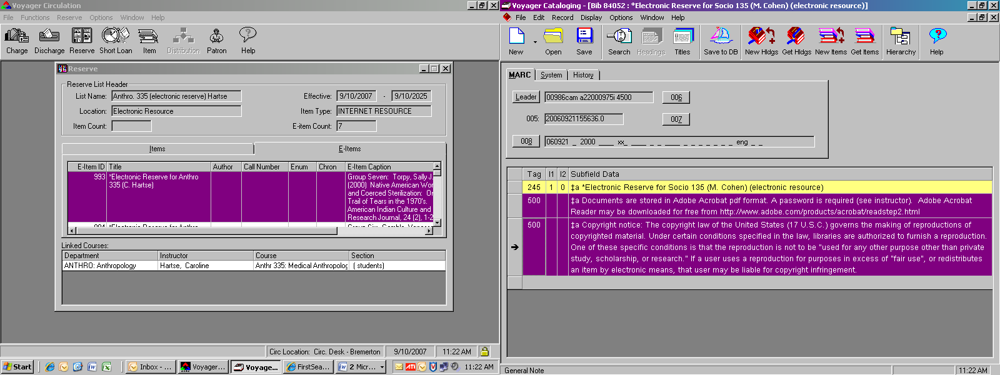 Voyager Circulation
File Functions Reserve Options Window Help
Charge Discharge Reserve Short Loan Item Distribution Patron Help
Reserve
Reserve List Header
List Name: Anthro. 335 (electronic reserve) Hartse Effective: 9/10/2007 - 9/10/2025
Location: Electronic Resource Item Type: INTERNET RESOURCE
Item Count: E-item Count: 7
Items E-Items
E-Item ID Title Author Call Number Enum Chron E-Item Caption
993 *Electronic Reserve for Anthro Group Seven: Torpy, Sally J.
335 (C. Hartse) (2000) Native American Wor
and Coerced Sterilization: On
Trail of Tears in the 1970's.
American Indian Culture and
Research Journal, 24 (2), 1-2
Linked Courses:
Department Instructor Course Section
ANTHRO: Anthropology Hartse, Caroline Anthr 335: Medical Anthropolog ( students)
Circ Location: Circ. Desk - Bremerton 9/10/2007 11:22 AM
Start Inbox - ... Voyager... Voyage... FirstSea... 2 Micr... 11:22 AM
Voyager Cataloging - [Bib 84052 : *Electronic Reserve for Socio 135 (M. Cohen) (electronic resource)]
File Edit Record Display Options Window Help
New Open Save Search Headings Titles Save to DB New Hldgs Get Hldgs New Items Get Items Hierarchy Help
MARC System History
Leader 00986cam a22000975i 4500 006
005: 20060921155636.0 007
008 060921 _ 2000 ____ xx_ ___ _ _ ___ _ _ _ _ _ _ eng _ _
Tag I1 I2 Subfield Data
245 1 0 ‡a *Electronic Reserve for Socio 135 (M. Cohen) (electronic resource)
500 ‡a Documents are stored in Adobe Acrobat pdf format. A password is required (see instructor). Adobe Acrobat
Reader may be downloaded for free from http://www.adobe.com/products/acrobat/readstep2.html
500 ‡a Copyright notice: The copyright law of the United States (17 U.S.C.) governs the making of reproductions of
copyrighted material. Under certain conditions specified in the law, libraries are authorized to furnish a reproduction.
One of these specific conditions is that the reproduction is not to be "used for any other purpose other than private
study, scholarship, or research." If a user uses a reproduction for purposes in excess of "fair use", or redistributes
an item by electronic means, that user may be liable for copyright infringement.
General Note 11:22 AM